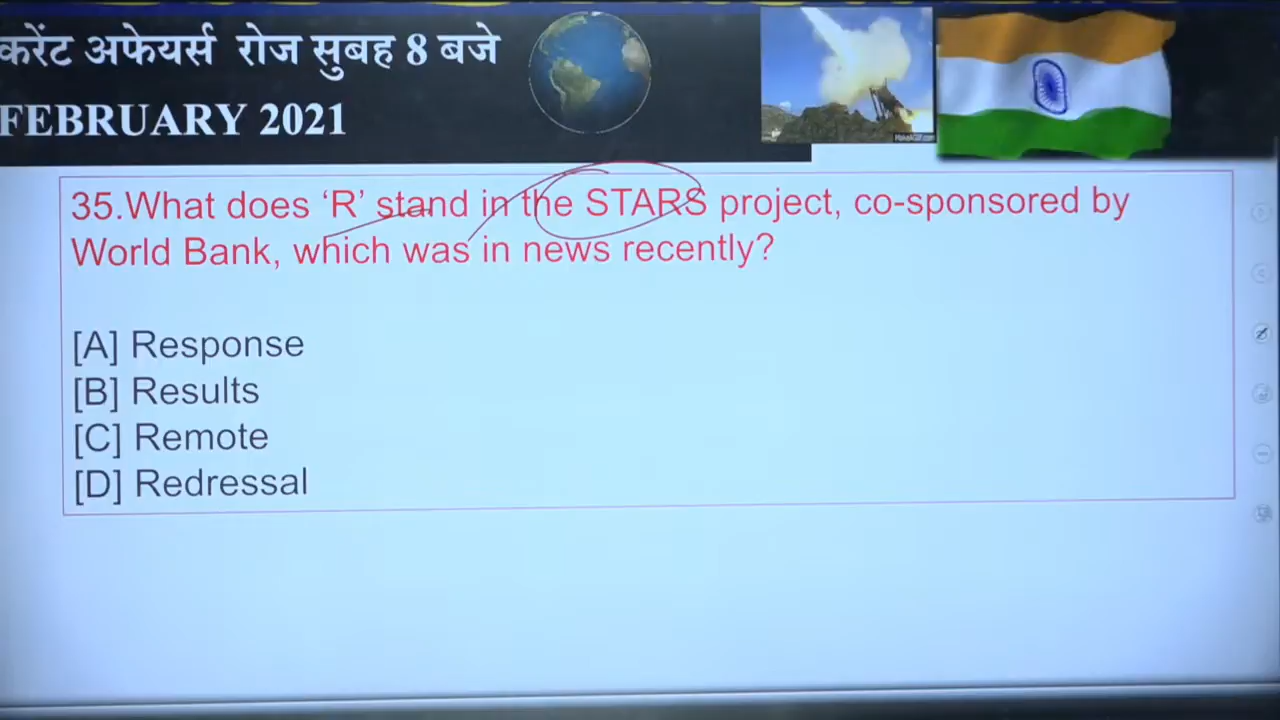 करेंट अफेयर्स रोज सुबह 8 बजे
FEBRUARY 2021
35.What does ‘R’ stand in the STARS project, co-sponsored by
World Bank, which was in news recently?
[A] Response
[B] Results
[C] Remote
[D] Redressal